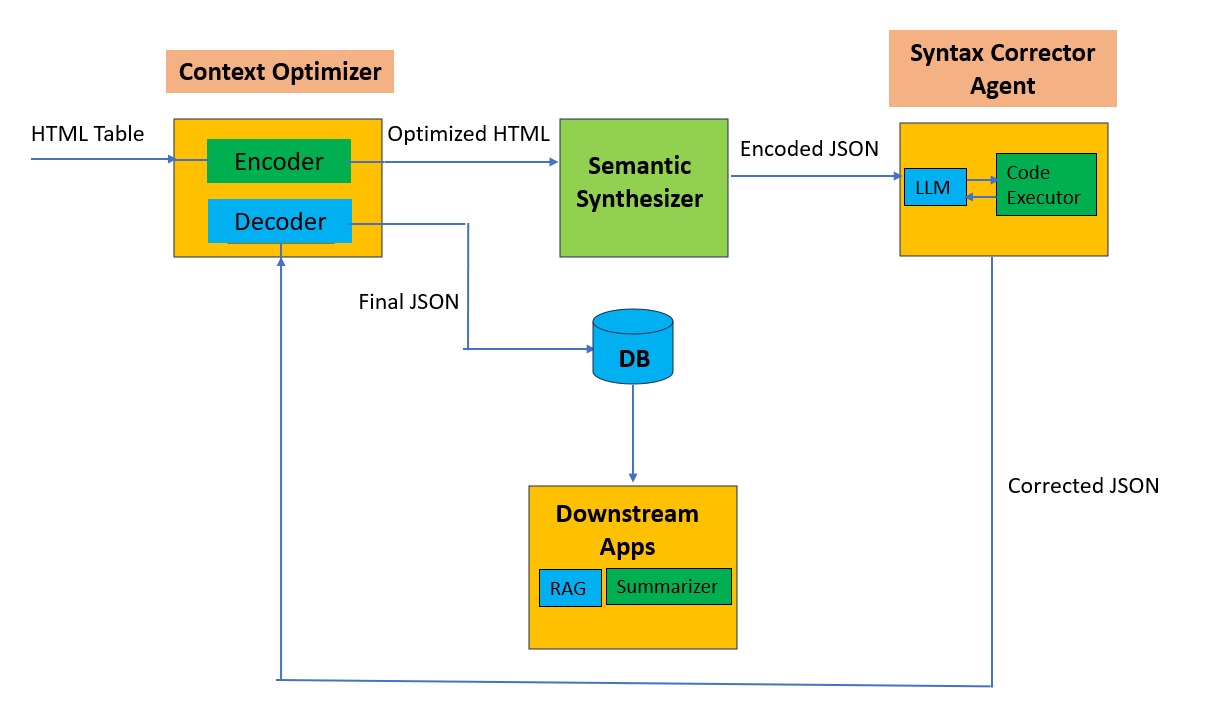 Context Optimizer
Syntax Corrector
Agent
HTML Table
Encoder
Decoder
Optimized HTML
Semantic
Synthesizer
Encoded JSON
LLM
Code
Executor
Final JSON
DB
Corrected JSON
Downstream
Apps
RAG
Summarizer